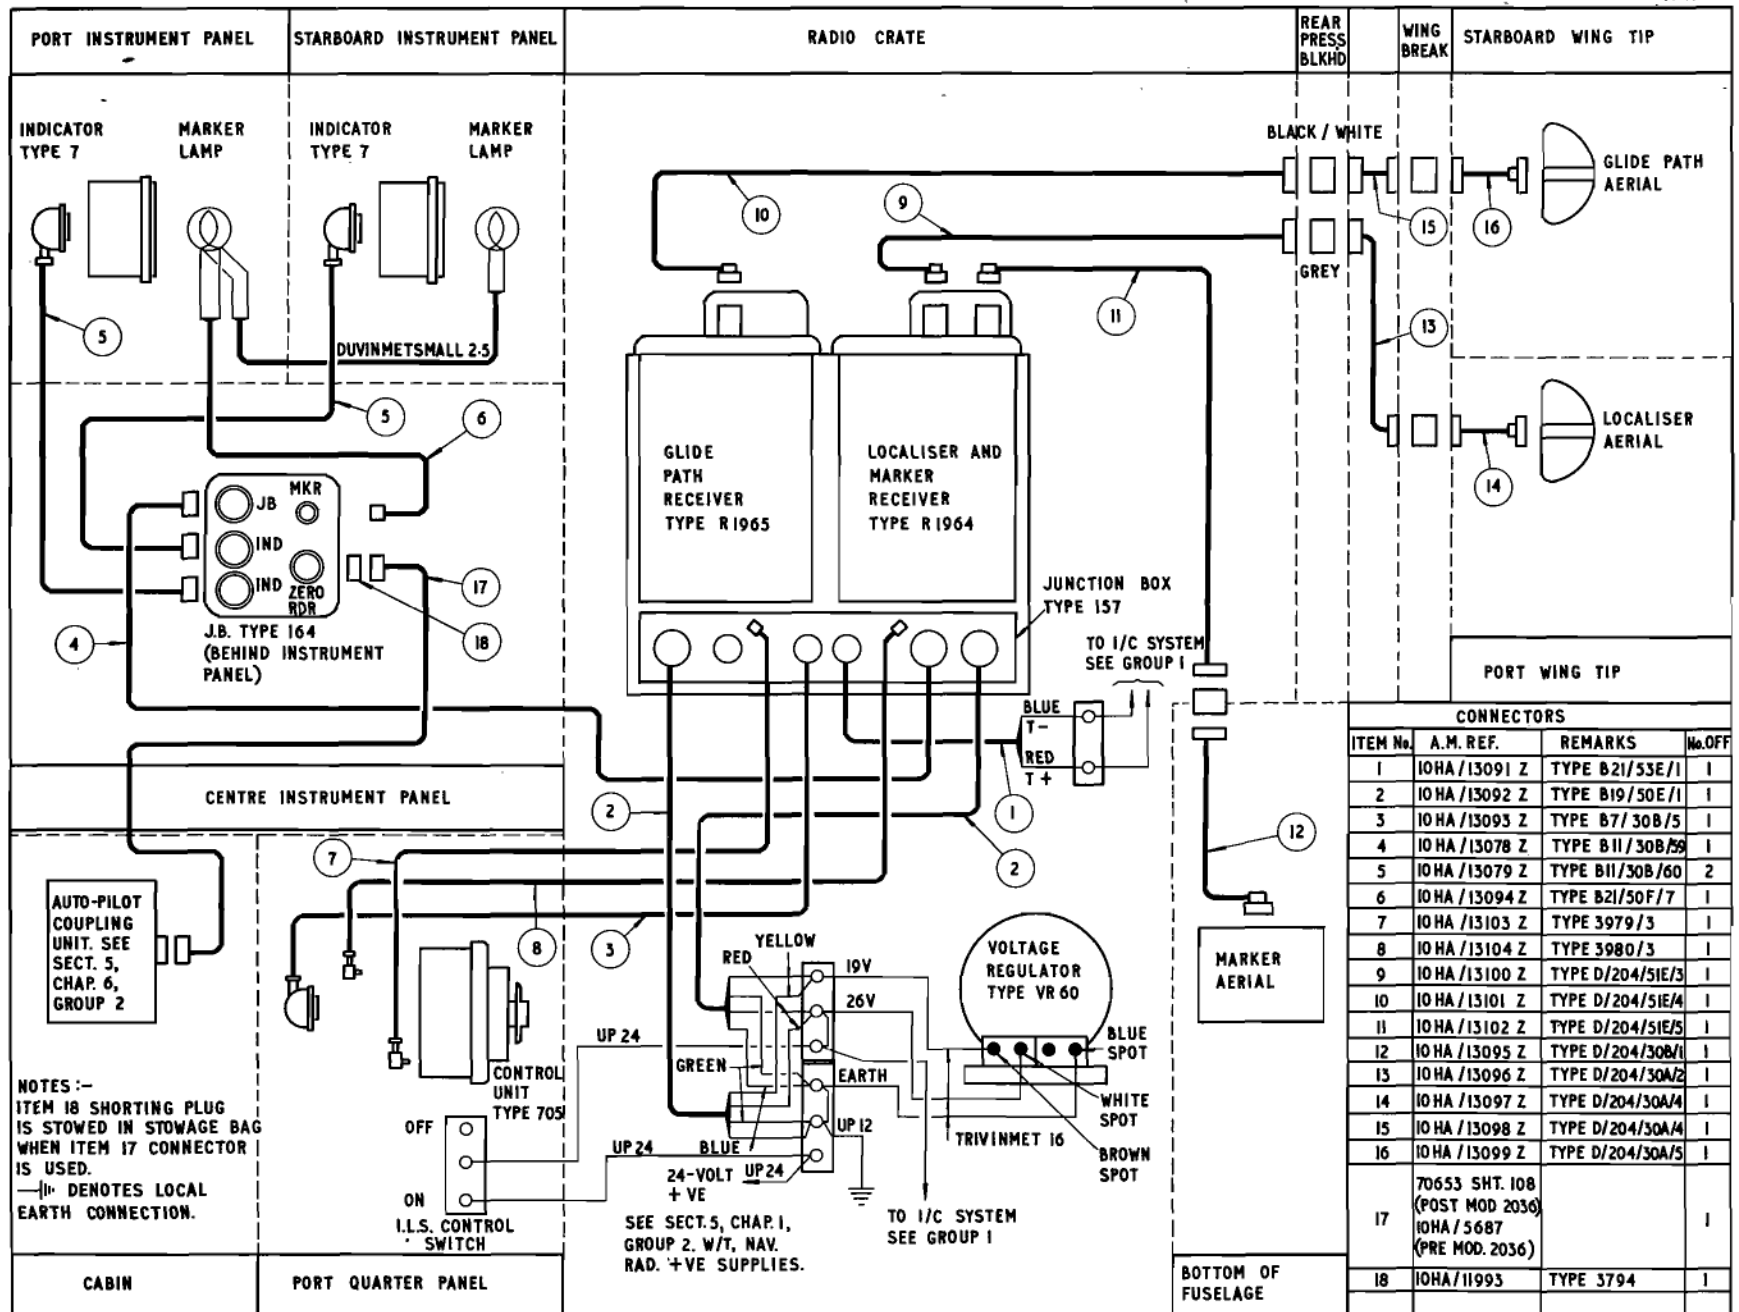 PORT INSTRUMENT PANEL
STARBOARD INSTRUMENT PANEL
RADIO CRATE
REAR
PRESS
BLKHD
WING
BREAK
STARBOARD WING TIP
INDICATOR
TYPE 7
MARKER
LAMP
INDICATOR
TYPE 7
MARKER
LAMP
BLACK / WHITE
GLIDE PATH
AERIAL
10
9
15
16
GREY
11
13
5
DUVINMETSMALL 2·5
5
6
LOCALISER
AERIAL
14
GLIDE
PATH
RECEIVER
TYPE R1965
LOCALISER AND
MARKER
RECEIVER
TYPE R1964
JB
MKR
IND
IND
ZERO
RDR
17
18
4
J.B. TYPE 164
(BEHIND INSTRUMENT
PANEL)
JUNCTION BOX
TYPE 157
TO I/C SYSTEM
SEE GROUP 1
BLUE
T-
RED
T+
PORT WING TIP
CENTRE INSTRUMENT PANEL
2
1
7
2
12
8
3
AUTO-PILOT
COUPLING
UNIT. SEE
SECT. 5,
CHAP. 6,
GROUP 2
YELLOW
RED
19V
26V
VOLTAGE
REGULATOR
TYPE VR 60
MARKER
AERIAL
UP 24
GREEN
EARTH
BLUE
SPOT
WHITE
SPOT
BROWN
SPOT
TRIVINMET 16
CONTROL
UNIT
TYPE 705
OFF
ON
I.L.S. CONTROL
SWITCH
UP 24
BLUE
UP 12
24-VOLT
+ VE
UP 24
SEE SECT. 5, CHAP. 1,
GROUP 2. W/T, NAV.
RAD. +VE SUPPLIES.
TO I/C SYSTEM
SEE GROUP 1
NOTES :-
ITEM 18 SHORTING PLUG
IS STOWED IN STOWAGE BAG
WHEN ITEM 17 CONNECTOR
IS USED.
DENOTES LOCAL
EARTH CONNECTION.
CABIN
PORT QUARTER PANEL
BOTTOM OF
FUSELAGE
CONNECTORS
ITEM No. A.M. REF. REMARKS No.OFF
1 10HA/13091 Z TYPE B21/53E/1 1
2 10HA/13092 Z TYPE B19/50E/1 1
3 10HA/13093 Z TYPE B7/30B/5 1
4 10HA/13078 Z TYPE B11/30B/59 1
5 10HA/13079 Z TYPE B11/30B/60 2
6 10HA/13094 Z TYPE B21/50F/7 1
7 10HA/13103 Z TYPE 3979/3 1
8 10HA/13104 Z TYPE 3980/3 1
9 10HA/13100 Z TYPE D/204/51E/3 1
10 10HA/13101 Z TYPE D/204/51E/4 1
11 10HA/13102 Z TYPE D/204/51E/5 1
12 10HA/13095 Z TYPE D/204/30B/1 1
13 10HA/13096 Z TYPE D/204/30A/2 1
14 10HA/13097 Z TYPE D/204/30A/4 1
15 10HA/13098 Z TYPE D/204/30A/4 1
16 10HA/13099 Z TYPE D/204/30A/5 1
17 70653 SHT. 108
(POST MOD 2036)
10HA/5687
(PRE MOD. 2036) 1
18 10HA/11993 TYPE 3794 1